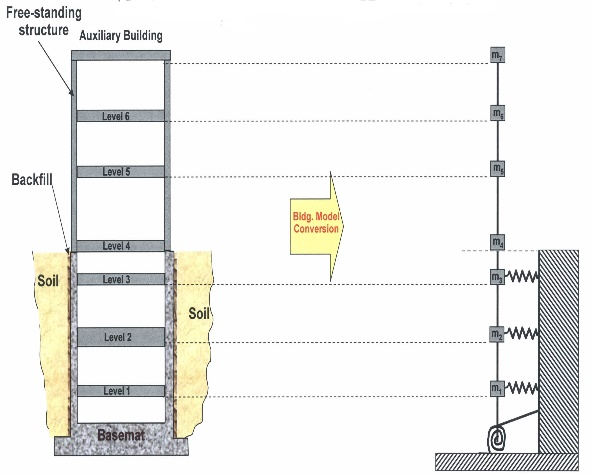 Free-standing
structure
Auxiliary Building
Level 6
Level 5
Backfill
Level 4
Level 3
Soil
Soil
Level 2
Level 1
Basemat
Bldg. Model
Conversion
m7
m6
m5
m4
m3
m2
m1